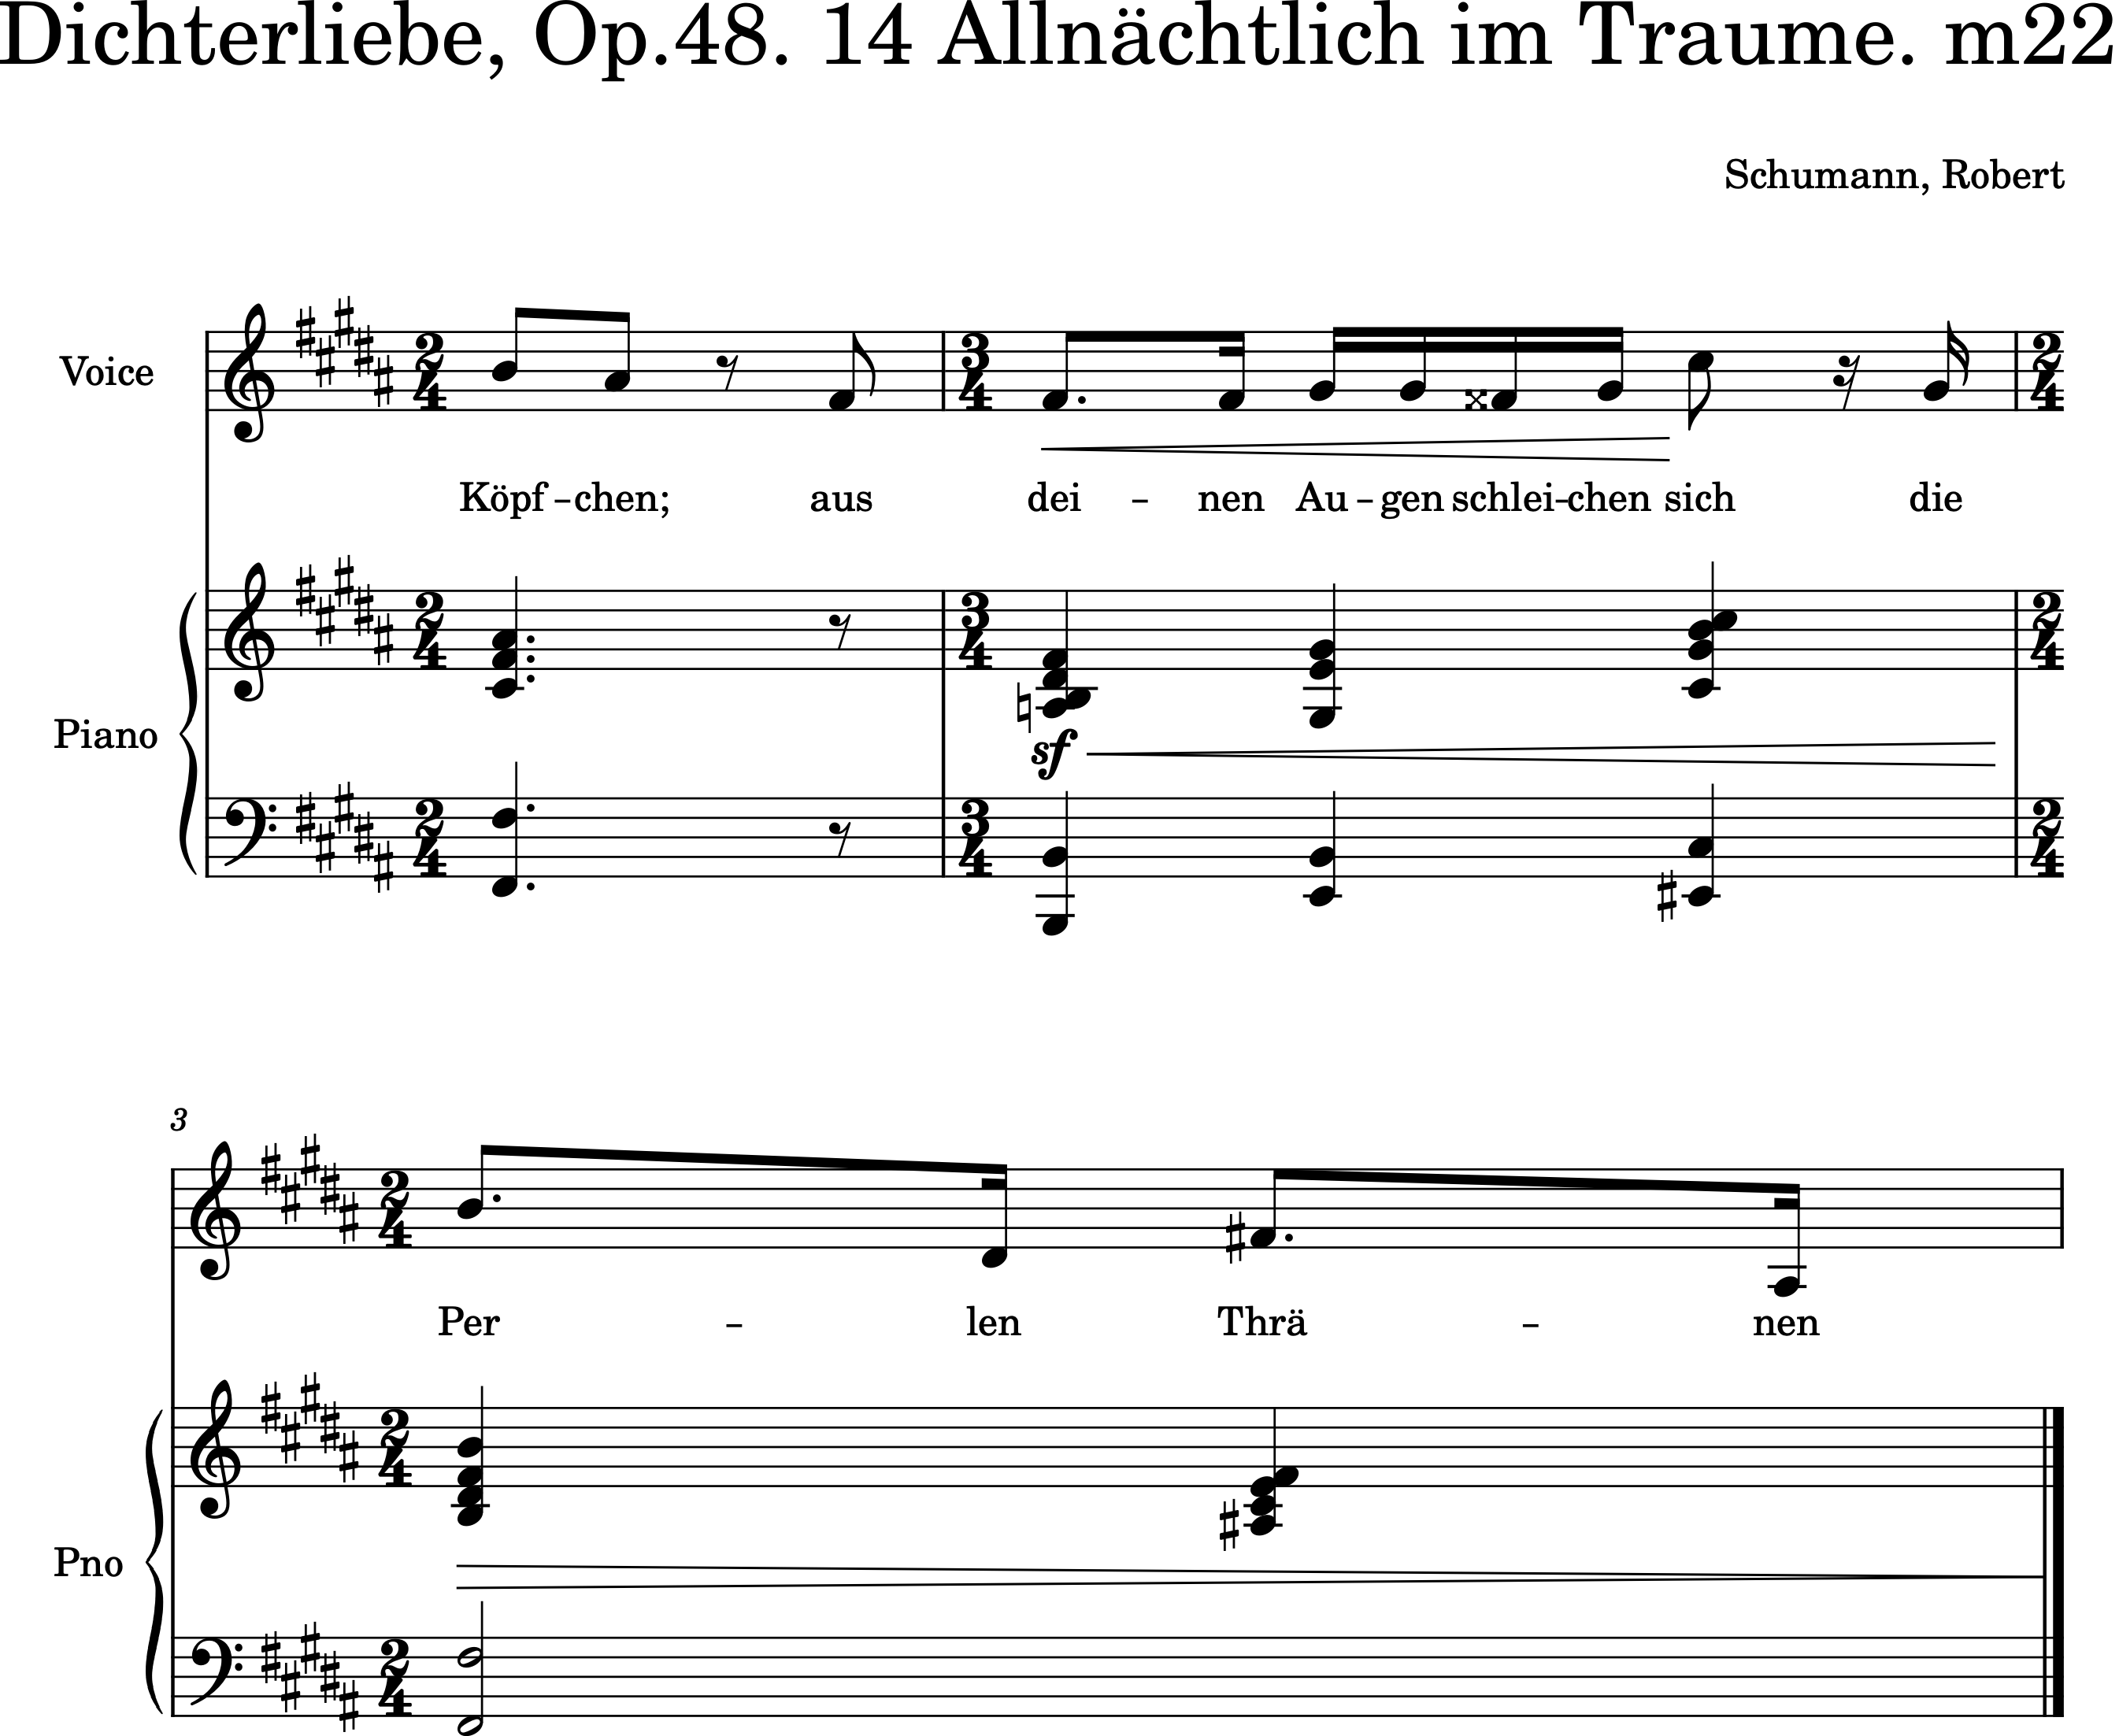 Dichterliebe, Op.48. 14 Allnächtlich im Traume. m22
Schumann, Robert
Voice
Köpf - chen; aus dei - nen Au - gen schlei - chen sich die
Piano
sf
3
Per - len Thrä - nen
Pno